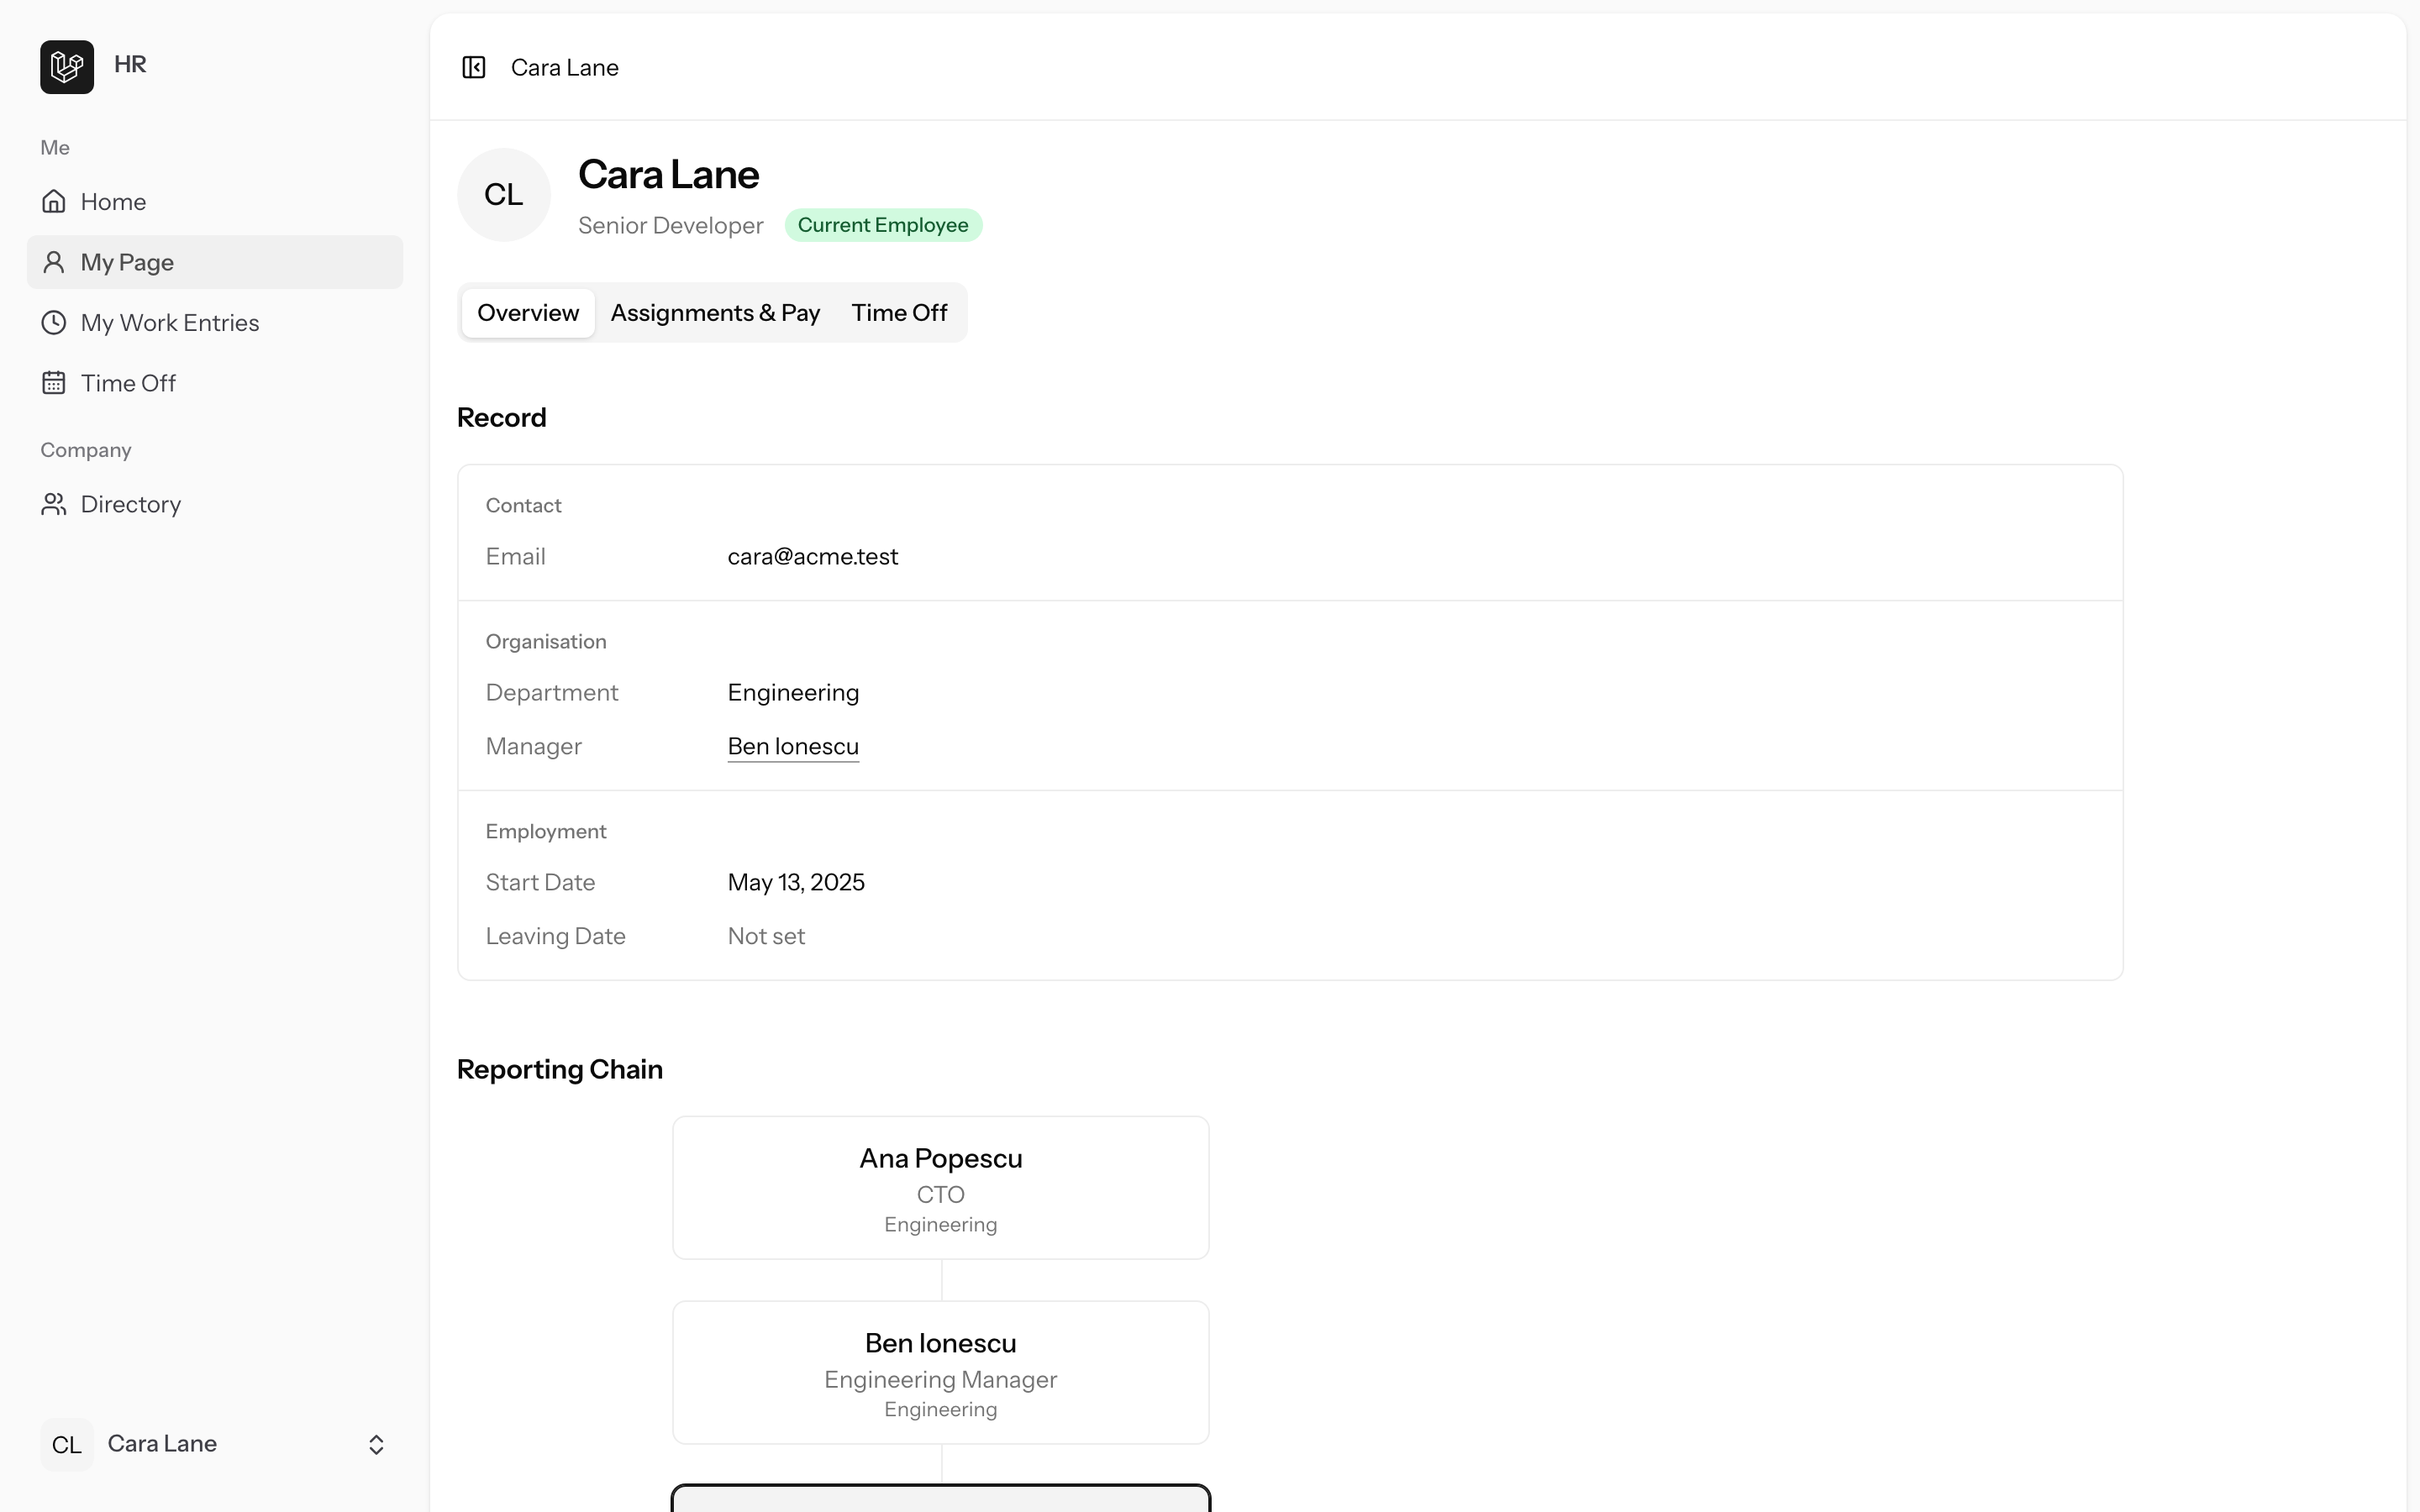 HR
Me
Home
My Page
My Work Entries
Time Off
Company
Directory
CL Cara Lane
Cara Lane
CL
Cara Lane
Senior Developer Current Employee
Overview Assignments & Pay Time Off
Record
Contact
Email cara@acme.test
Organisation
Department Engineering
Manager Ben Ionescu
Employment
Start Date May 13, 2025
Leaving Date Not set
Reporting Chain
Ana Popescu
CTO
Engineering
Ben Ionescu
Engineering Manager
Engineering